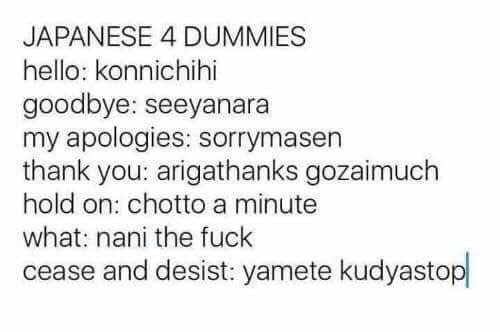 JAPANESE 4 DUMMIES
hello: konnichihi
goodbye: seeyanara
my apologies: sorrymasen
thank you: arigathanks gozaimuch
hold on: chotto a minute
what: nani the fuck
cease and desist: yamete kudyastop